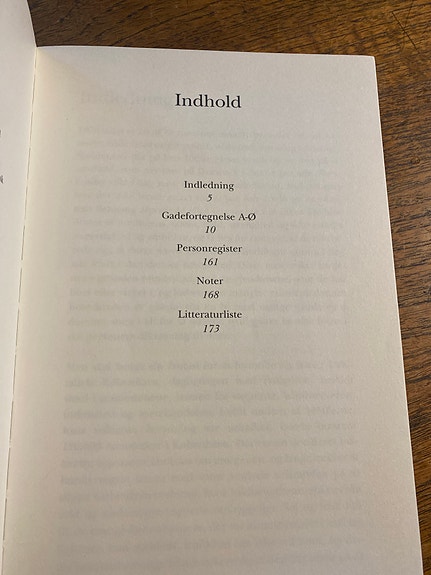 Indhold
Indledning
5
Gadefortegnelse A-Ø
10
Personregister
161
Noter
168
Litteraturliste
173